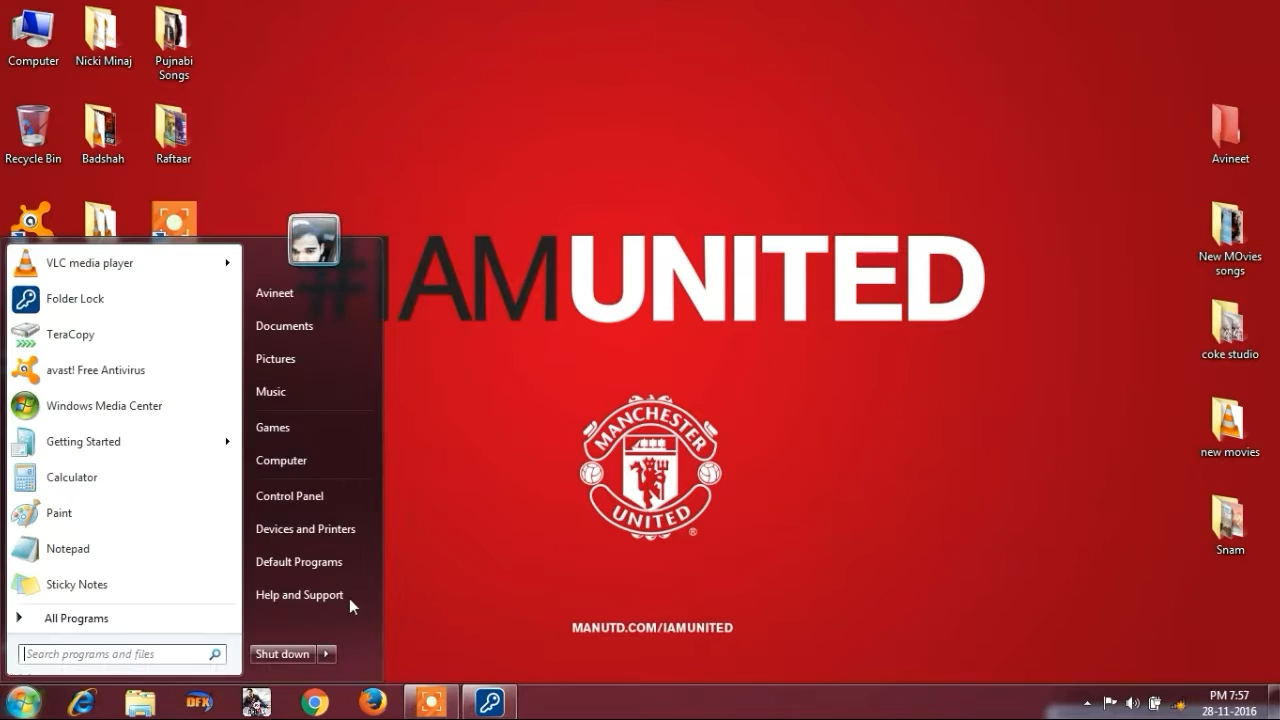 Computer
Nicki Minaj
Pujnabi
Songs
Recycle Bin
Badshah
Raftaar
Avineet
New MOvies
songs
coke studio
new movies
Snam
# I AM UNITED
MANCHESTER
UNITED
®
MANUTD.COM/IAMUNITED
VLC media player
Folder Lock
TeraCopy
avast! Free Antivirus
Windows Media Center
Getting Started
Calculator
Paint
Notepad
Sticky Notes
All Programs
Search programs and files
Avineet
Documents
Pictures
Music
Games
Computer
Control Panel
Devices and Printers
Default Programs
Help and Support
Shut down
DFX
PM 7:57
28-11-2016